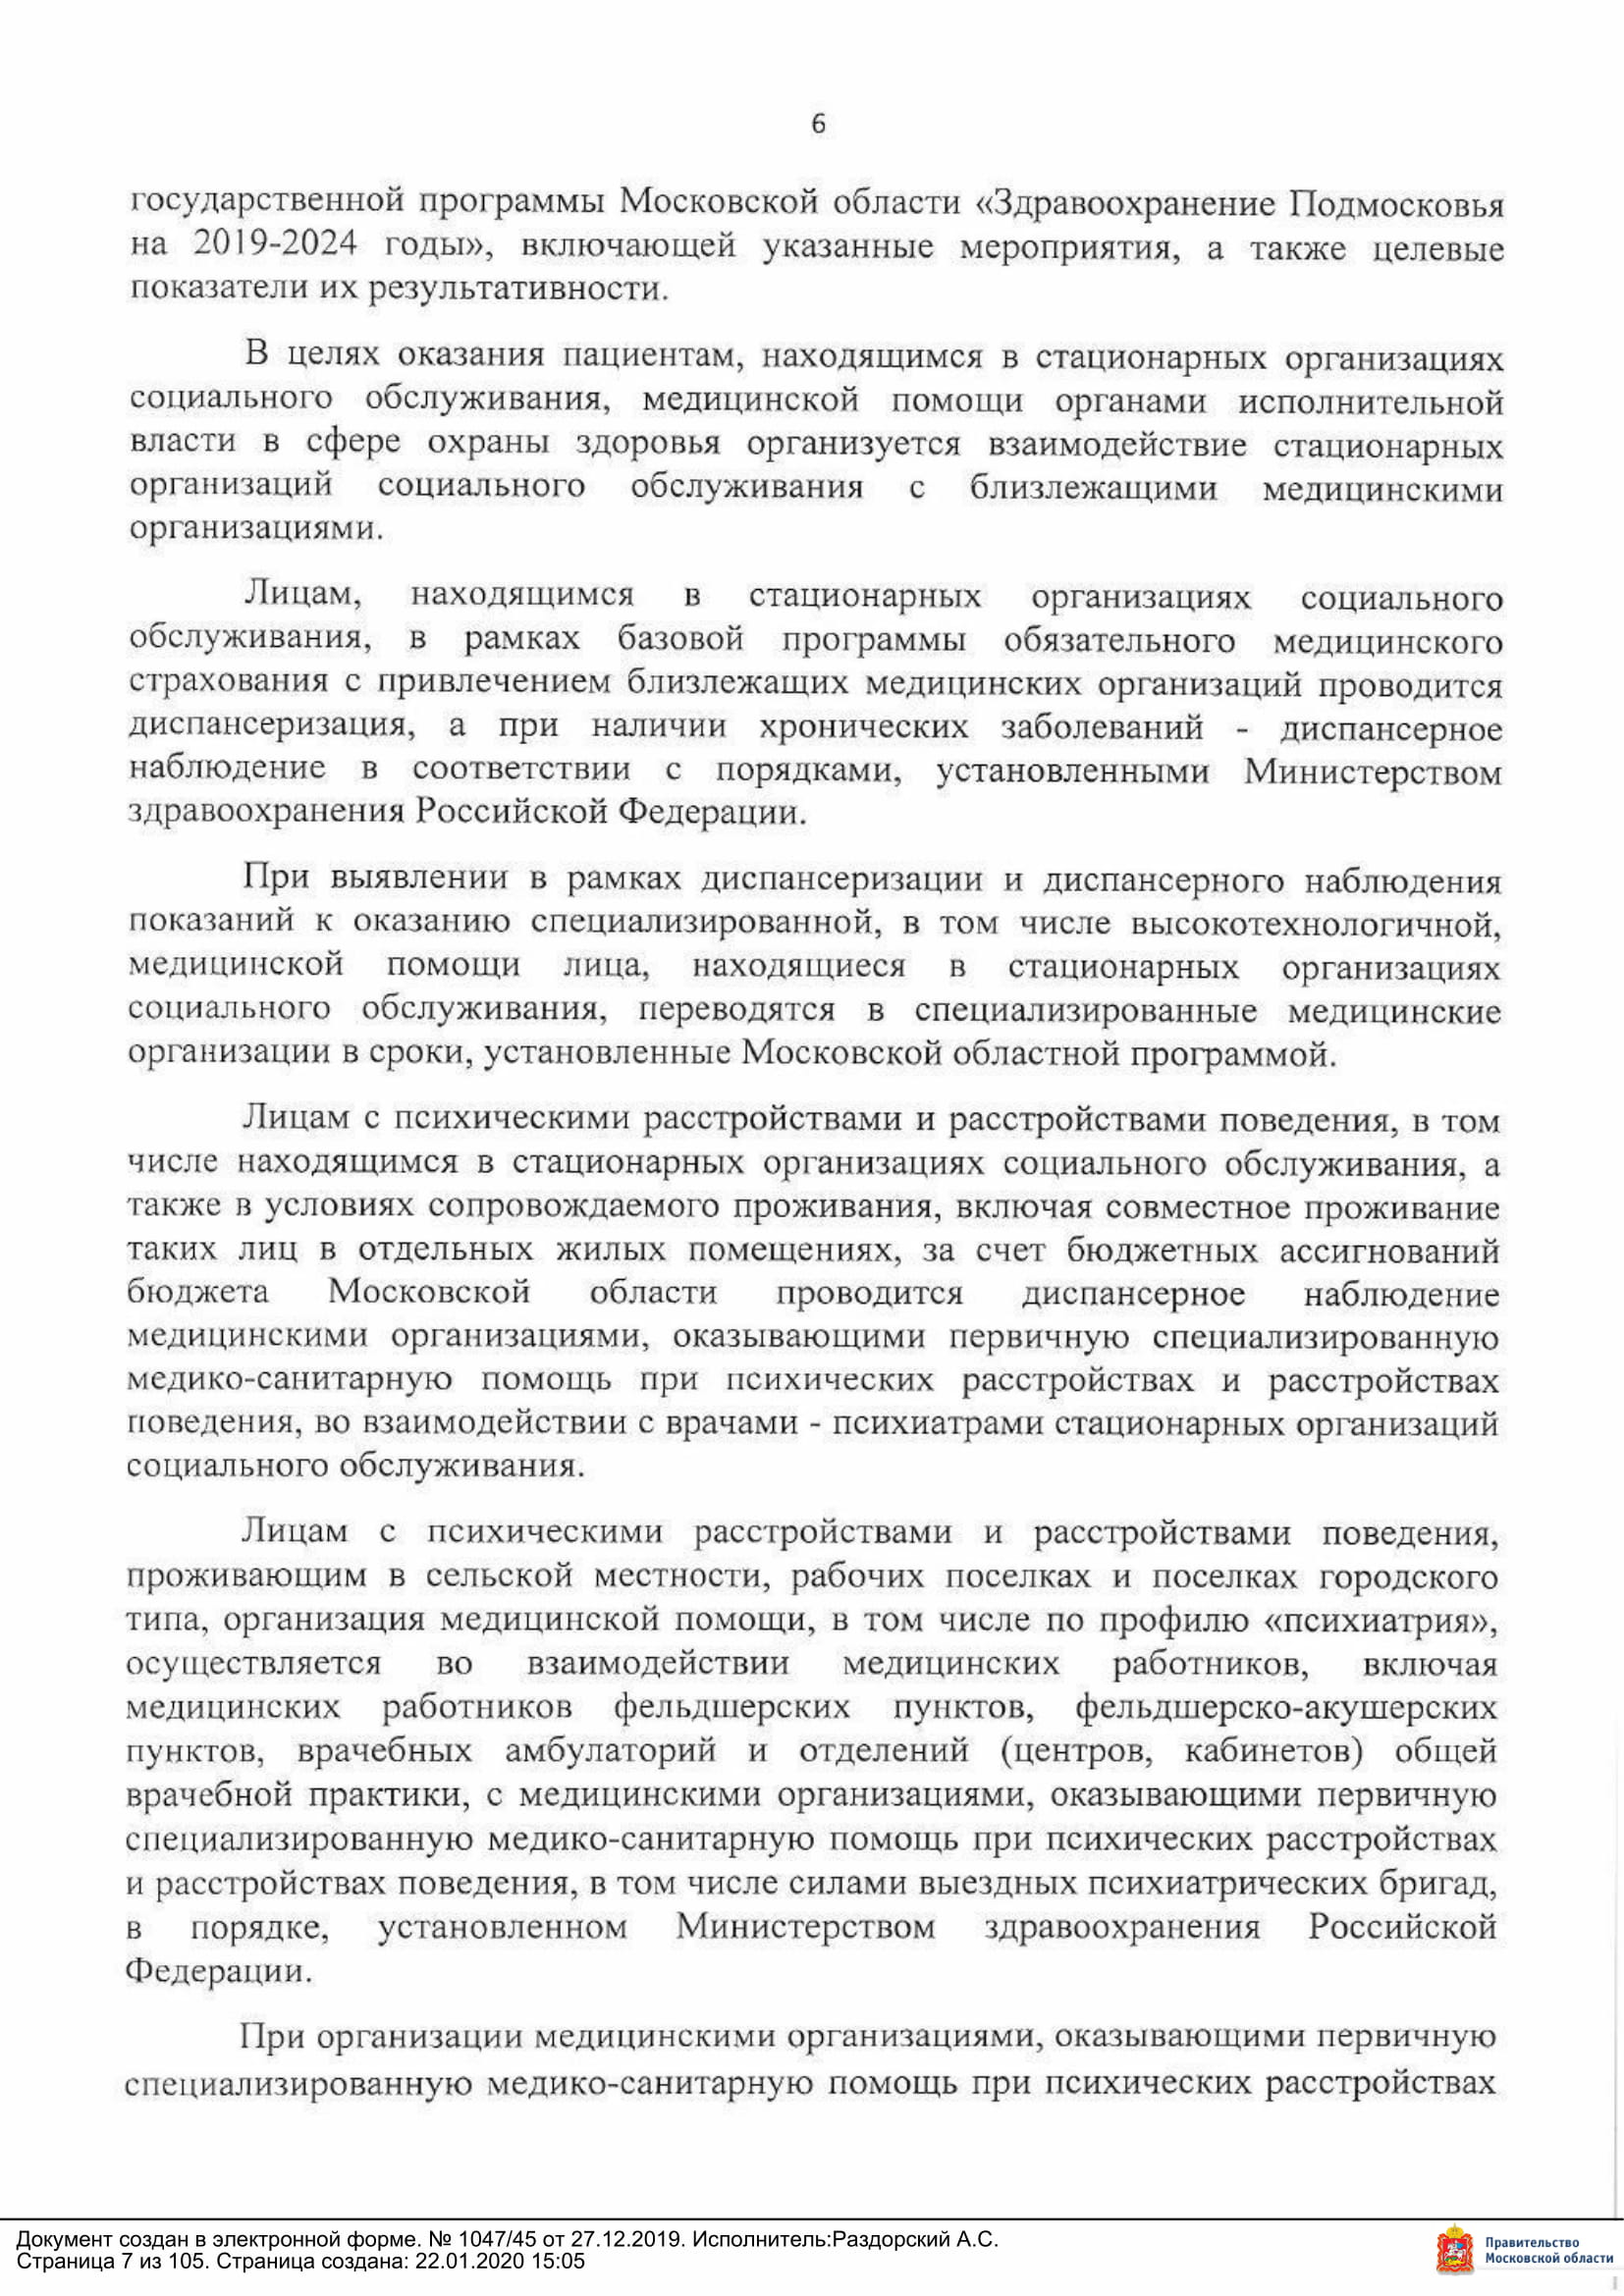 6
государственной программы Московской области «Здравоохранение Подмосковья
на 2019-2024 годы», включающей указанные мероприятия, а также целевые
показатели их результативности.
В целях оказания пациентам, находящимся в стационарных организациях
социального обслуживания, медицинской помощи органами исполнительной
власти в сфере охраны здоровья организуется взаимодействие стационарных
организаций социального обслуживания с близлежащими медицинскими
организациями.
Лицам, находящимся в стационарных организациях социального
обслуживания, в рамках базовой программы обязательного медицинского
страхования с привлечением близлежащих медицинских организаций проводится
диспансеризация, а при наличии хронических заболеваний - диспансерное
наблюдение в соответствии с порядками, установленными Министерством
здравоохранения Российской Федерации.
При выявлении в рамках диспансеризации и диспансерного наблюдения
показаний к оказанию специализированной, в том числе высокотехнологичной,
медицинской помощи лица, находящиеся в стационарных организациях
социального обслуживания, переводятся в специализированные медицинские
организации в сроки, установленные Московской областной программой.
Лицам с психическими расстройствами и расстройствами поведения, в том
числе находящимся в стационарных организациях социального обслуживания, а
также в условиях сопровождаемого проживания, включая совместное проживание
таких лиц в отдельных жилых помещениях, за счет бюджетных ассигнований
бюджета Московской области проводится диспансерное наблюдение
медицинскими организациями, оказывающими первичную специализированную
медико-санитарную помощь при психических расстройствах и расстройствах
поведения, во взаимодействии с врачами - психиатрами стационарных организаций
социального обслуживания.
Лицам с психическими расстройствами и расстройствами поведения,
проживающим в сельской местности, рабочих поселках и поселках городского
типа, организация медицинской помощи, в том числе по профилю «психиатрия»,
осуществляется во взаимодействии медицинских работников, включая
медицинских работников фельдшерских пунктов, фельдшерско-акушерских
пунктов, врачебных амбулаторий и отделений (центров, кабинетов) общей
врачебной практики, с медицинскими организациями, оказывающими первичную
специализированную медико-санитарную помощь при психических расстройствах
и расстройствах поведения, в том числе силами выездных психиатрических бригад,
в порядке, установленном Министерством здравоохранения Российской
Федерации.
При организации медицинскими организациями, оказывающими первичную
специализированную медико-санитарную помощь при психических расстройствах
Документ создан в электронной форме. № 1047/45 от 27.12.2019. Исполнитель:Раздорский А.С.
Страница 7 из 105. Страница создана: 22.01.2020 15:05
Правительство
Московской области